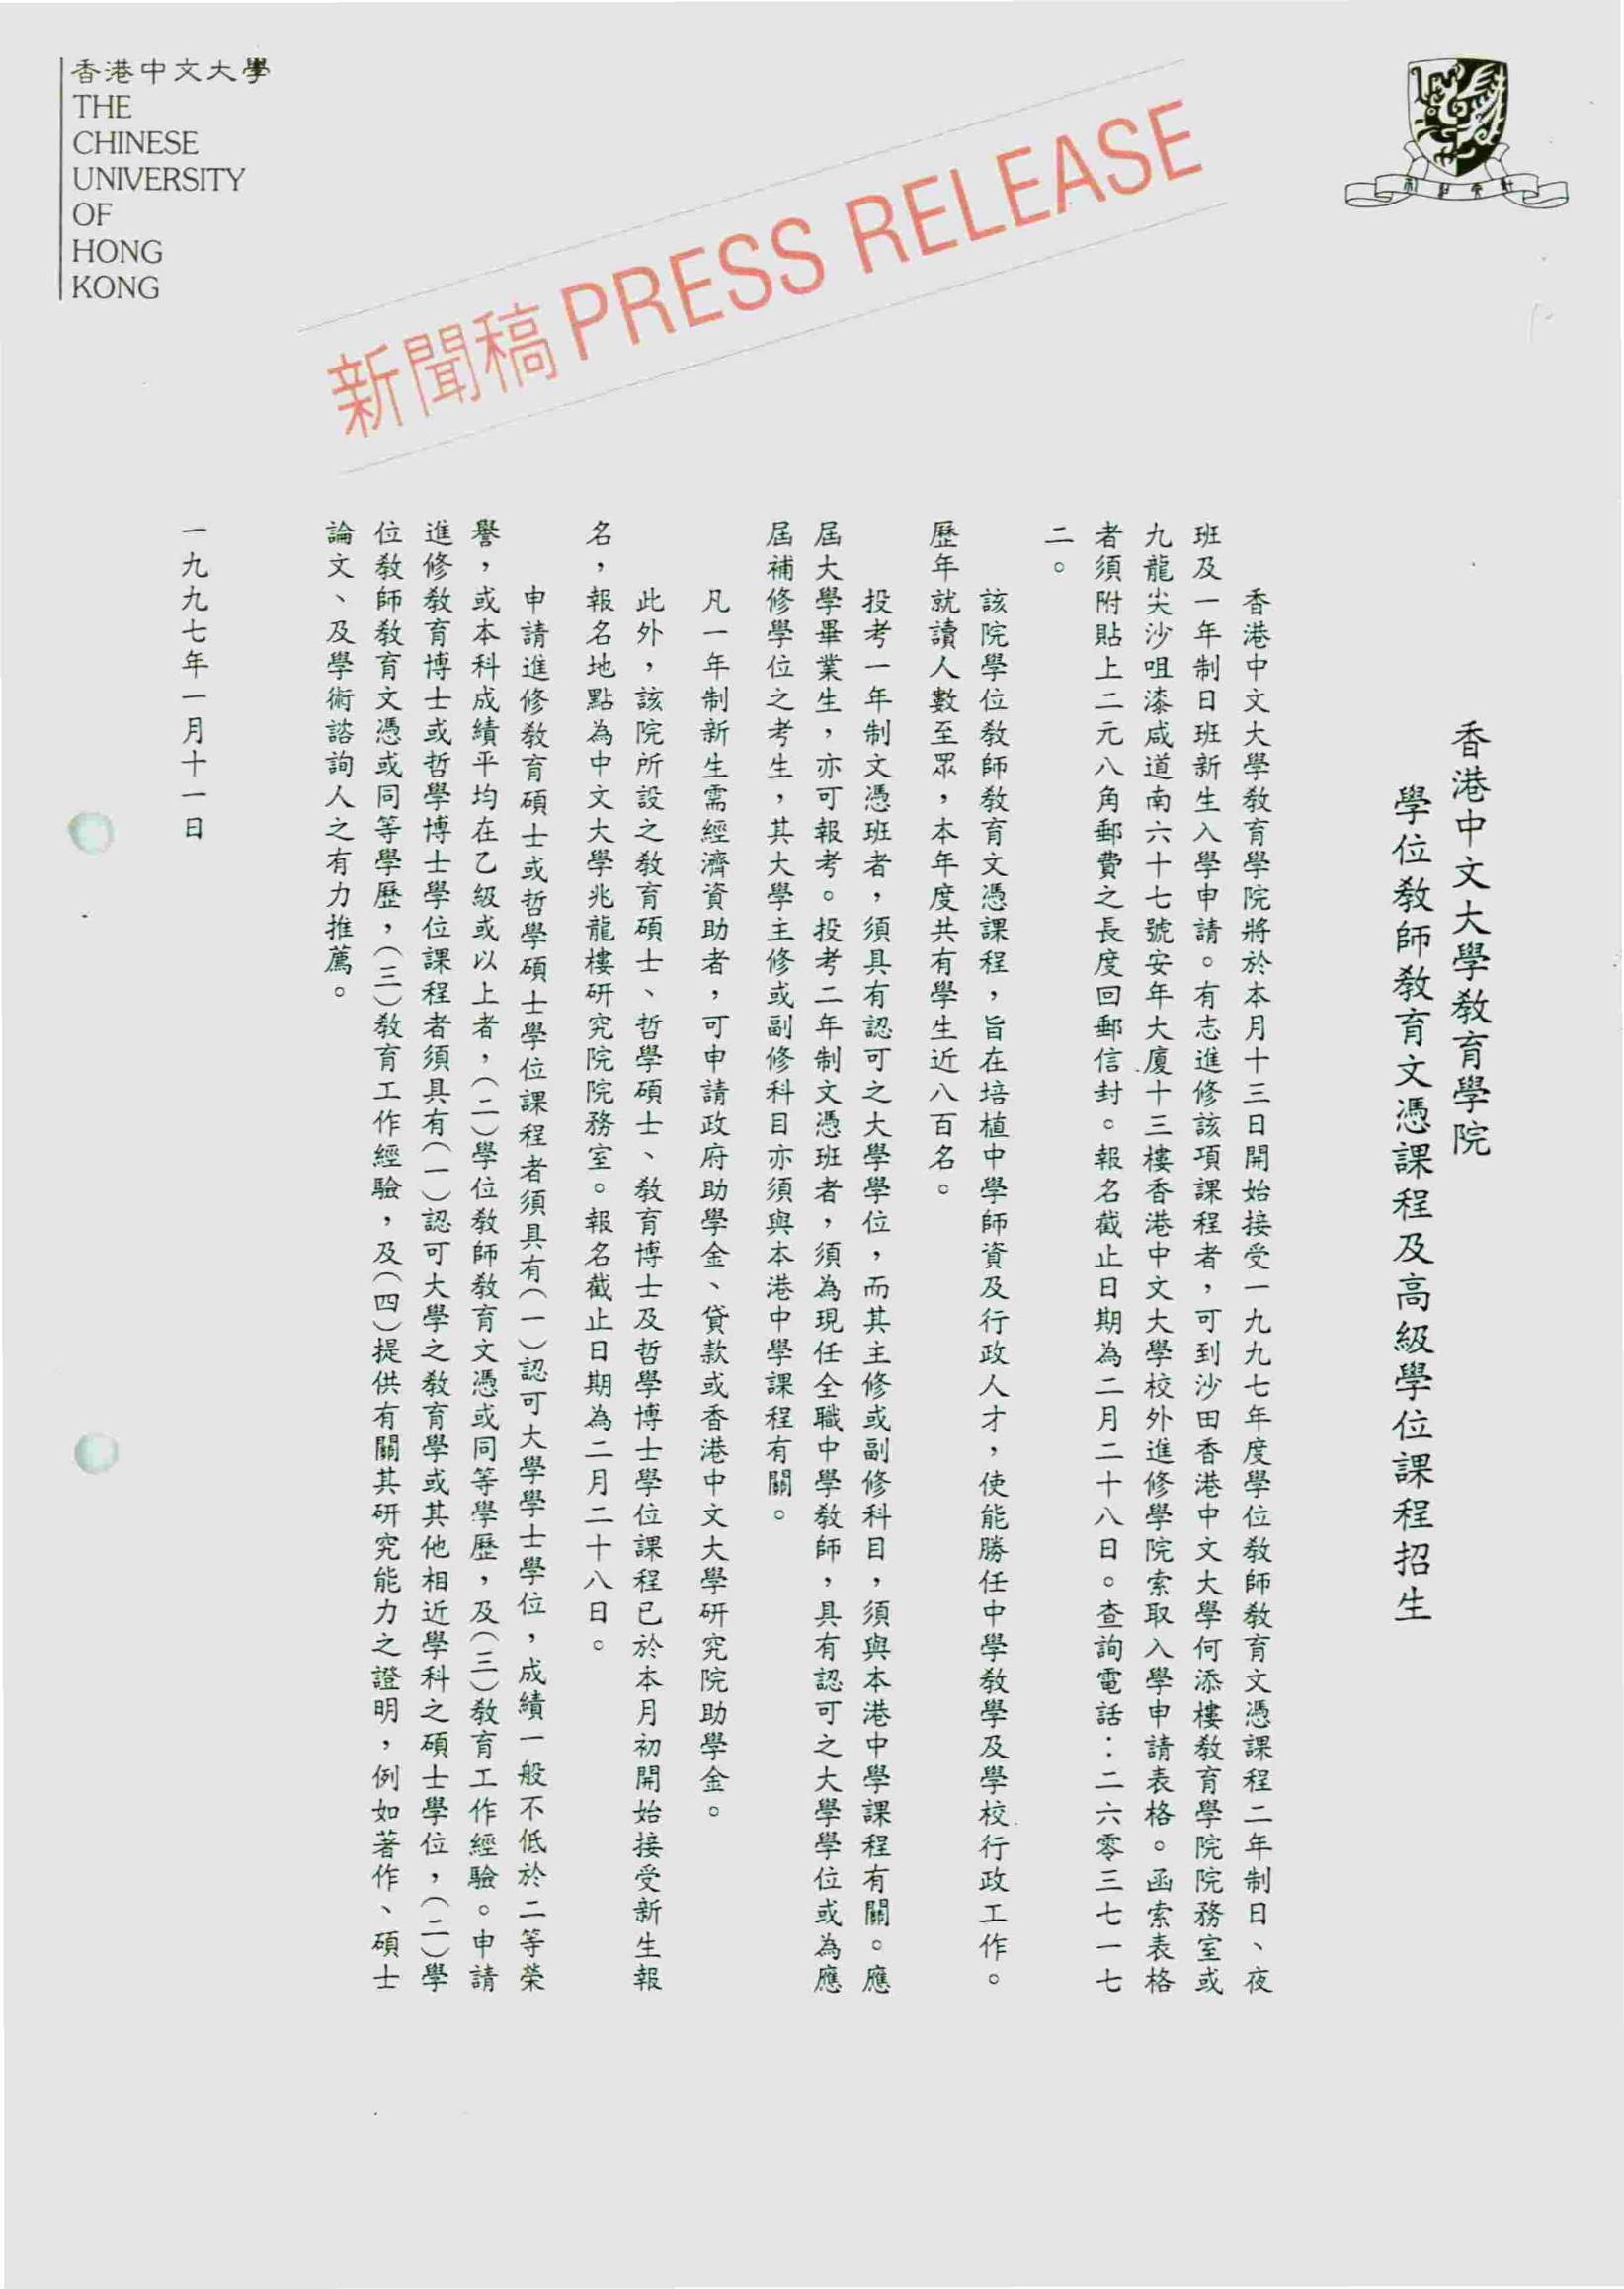 香港中文大學
THE
CHINESE
UNIVERSITY
OF
HONG
KONG
新聞稿 PRESS RELEASE
香港中文大學教育學院
學位教師教育文憑課程及高級學位課程招生
香港中文大學教育學院將於本月十三日開始接受一九九七年度學位教師教育文憑課程二年制日、夜
班及一年制日班新生入學申請。有志進修該項課程者，可到沙田香港中文大學何添樓教育學院院務室或
九龍尖沙咀漆咸道南六十七號安年大廈十三樓香港中文大學校外進修學院索取入學申請表格。函索表格
者須附貼上二元八角郵費之長度回郵信封。報名截止日期為二月二十八日。查詢電話：二六零三七一七
二。
該院學位教師教育文憑課程，旨在培植中學師資及行政人才，使能勝任中學教學及學校行政工作。
歷年就讀人數至眾，本年度共有學生近八百名。
投考一年制文憑班者，須具有認可之大學學位，而其主修或副修科目，須與本港中學課程有關。應
屆大學畢業生，亦可報考。投考二年制文憑班者，須為現任全職中學教師，具有認可之大學學位或為應
屆補修學位之考生，其大學主修或副修科目亦須與本港中學課程有關。
凡一年制新生需經濟資助者，可申請政府助學金、貸款或香港中文大學研究院助學金。
此外，該院所設之教育碩士、哲學碩士、教育博士及哲學博士學位課程已於本月初開始接受新生報
名，報名地點為中文大學兆龍樓研究院院務室。報名截止日期為二月二十八日。
申請進修教育碩士或哲學碩士學位課程者須具有（一）認可大學學士學位，成績一般不低於二等榮
譽，或本科成績平均在乙級或以上者，（二）學位教師教育文憑或同等學歷，及（三）教育工作經驗。申請
進修教育博士或哲學博士學位課程者須具有（一）認可大學之教育學或其他相近學科之碩士學位，（二）學
位教師教育文憑或同等學歷，（三）教育工作經驗，及（四）提供有關其研究能力之證明，例如著作、碩士
論文、及學術諮詢人之有力推薦。
一九九七年一月十一日